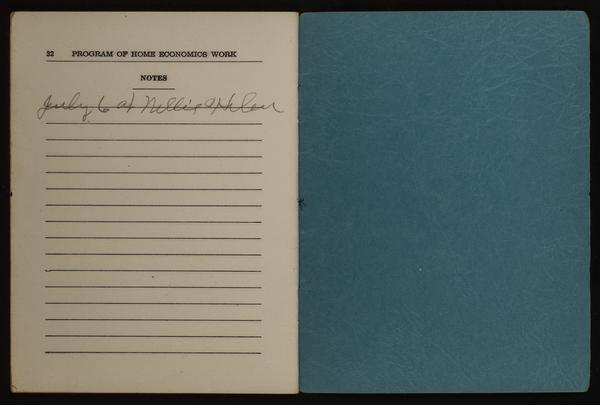 32 PROGRAM OF HOME ECONOMICS WORK
NOTES
July 6 at Nellie